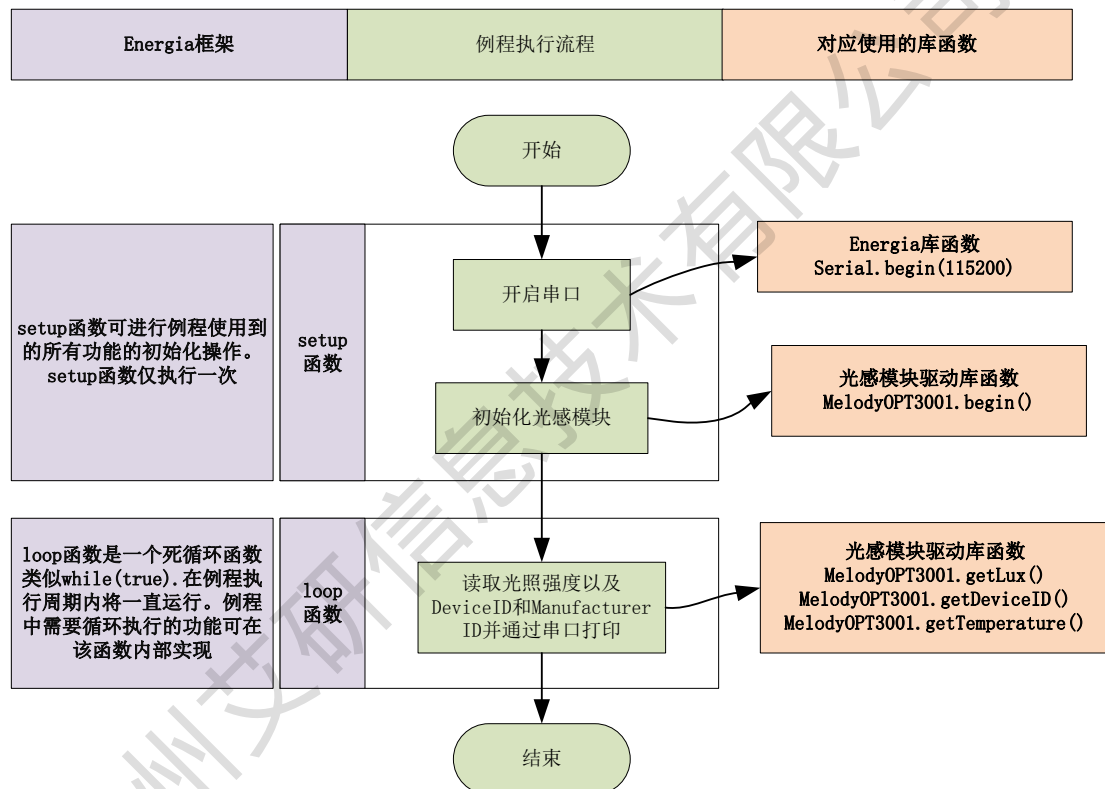 Energia框架
例程执行流程
对应使用的库函数
开始
setup函数可进行例程使用到
的所有功能的初始化操作。
setup函数仅执行一次
setup
函数
开启串口
Energia库函数
Serial.begin(115200)
初始化光感模块
光感模块驱动库函数
MelodyOPT3001.begin()
loop函数是一个死循环函数
类似while(true).在例程执
行周期内将一直运行。例程
中需要循环执行的功能可在
该函数内部实现
loop
函数
读取光照强度以及
DeviceID和Manufacturer
ID并通过串口打印
光感模块驱动库函数
MelodyOPT3001.getLux()
MelodyOPT3001.getDeviceID()
MelodyOPT3001.getTemperature()
结束
州艾研信息技术有限公司